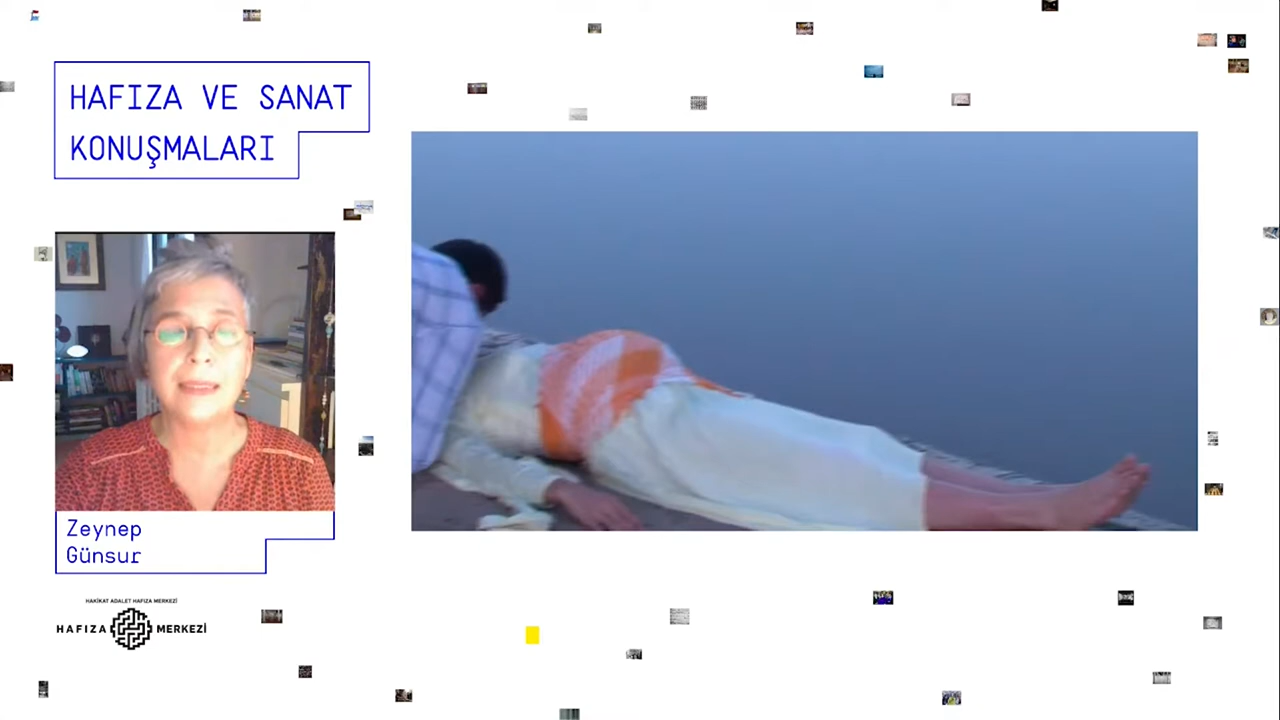 HAFIZA VE SANAT
KONUŞMALARI
Zeynep
Günsur
HAKİKAT ADALET HAFIZA MERKEZİ
HAFIZA MERKEZİ